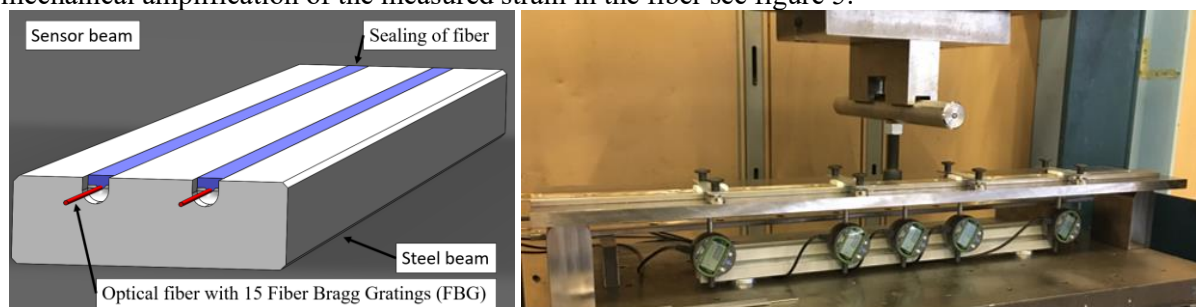 mechanical amplification of the measured strain in the fiber see figure 5.
Sensor beam
Sealing of fiber
Steel beam
Optical fiber with 15 Fiber Bragg Gratings (FBG)